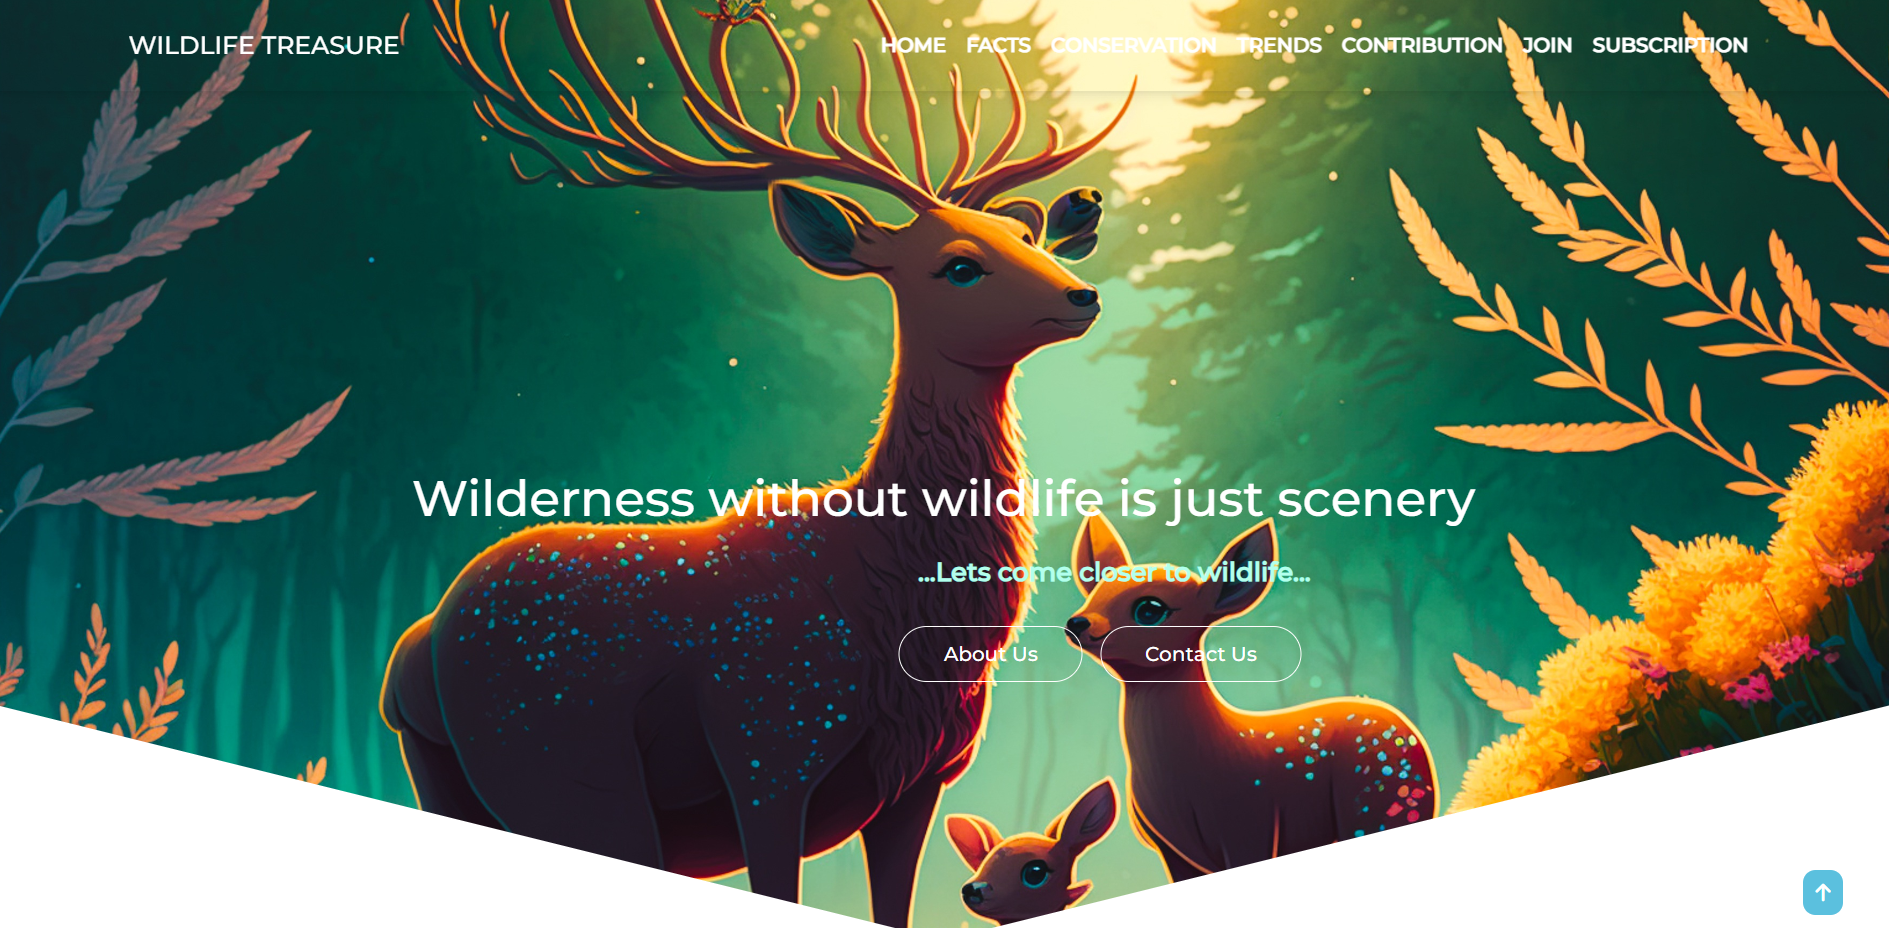 WILDLIFE TREASURE
HOME FACTS CONSERVATION TRENDS CONTRIBUTION JOIN SUBSCRIPTION
Wilderness without wildlife is just scenery
...Lets come closer to wildlife...
About Us Contact Us